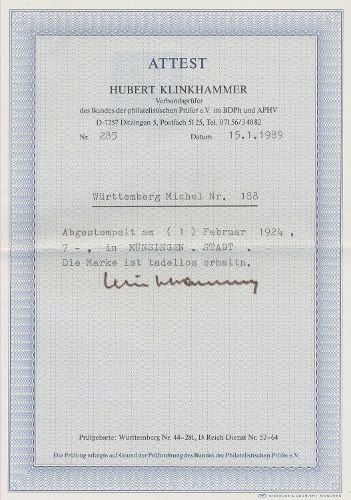 ATTEST
HUBERT KLINKHAMMER
Verbandsprüfer
des Bundes der philatelistischen Prüfer e.V. im BDPh und APHV
D-7257 Ditzingen 5, Postfach 51 25, Tel. 07156/34082
Nr. 285 Datum 15.1.1989
Württemberg Michel Nr. 188
Abgestempelt am ( 1 ) Februar 1924 ,
7 - , in MÜNSINGEN . STADT .
Die Marke ist tadellos erhaltn.
Klinkhammer
Prüfgebiete: Württemberg Nr. 44-281, D. Reich Dienst Nr. 52-64
Die Prüfung erfolgte auf Grund der Prüfordnung des Bundes der Philatelistischen Prüfer e.V.